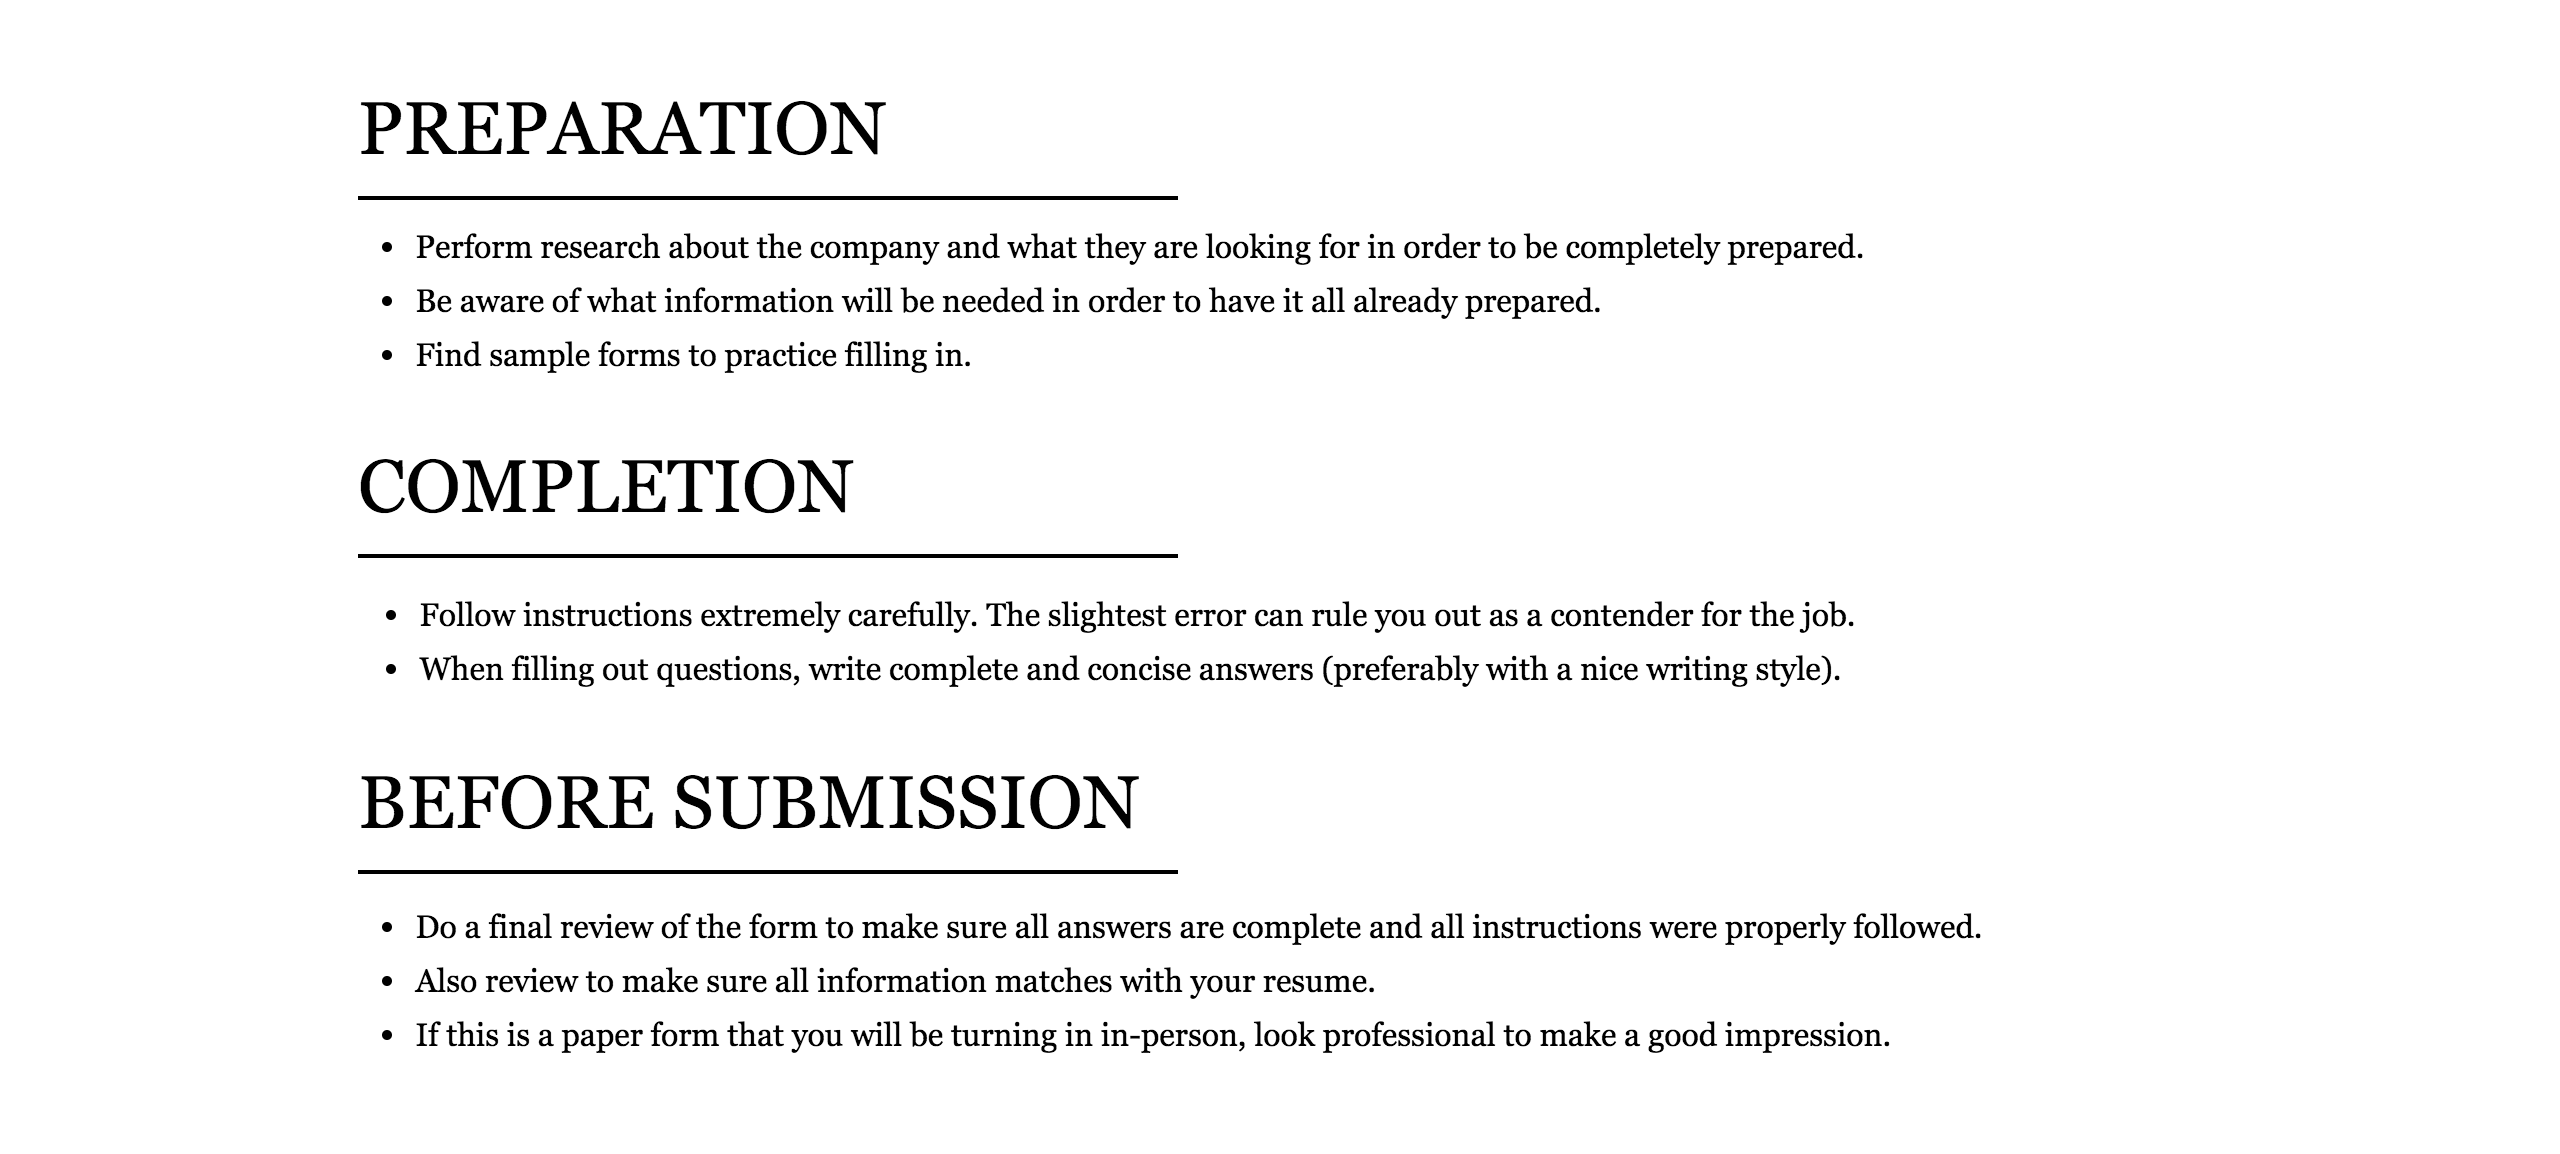 PREPARATION
• Perform research about the company and what they are looking for in order to be completely prepared.
• Be aware of what information will be needed in order to have it all already prepared.
• Find sample forms to practice filling in.
COMPLETION
• Follow instructions extremely carefully. The slightest error can rule you out as a contender for the job.
• When filling out questions, write complete and concise answers (preferably with a nice writing style).
BEFORE SUBMISSION
• Do a final review of the form to make sure all answers are complete and all instructions were properly followed.
• Also review to make sure all information matches with your resume.
• If this is a paper form that you will be turning in in-person, look professional to make a good impression.